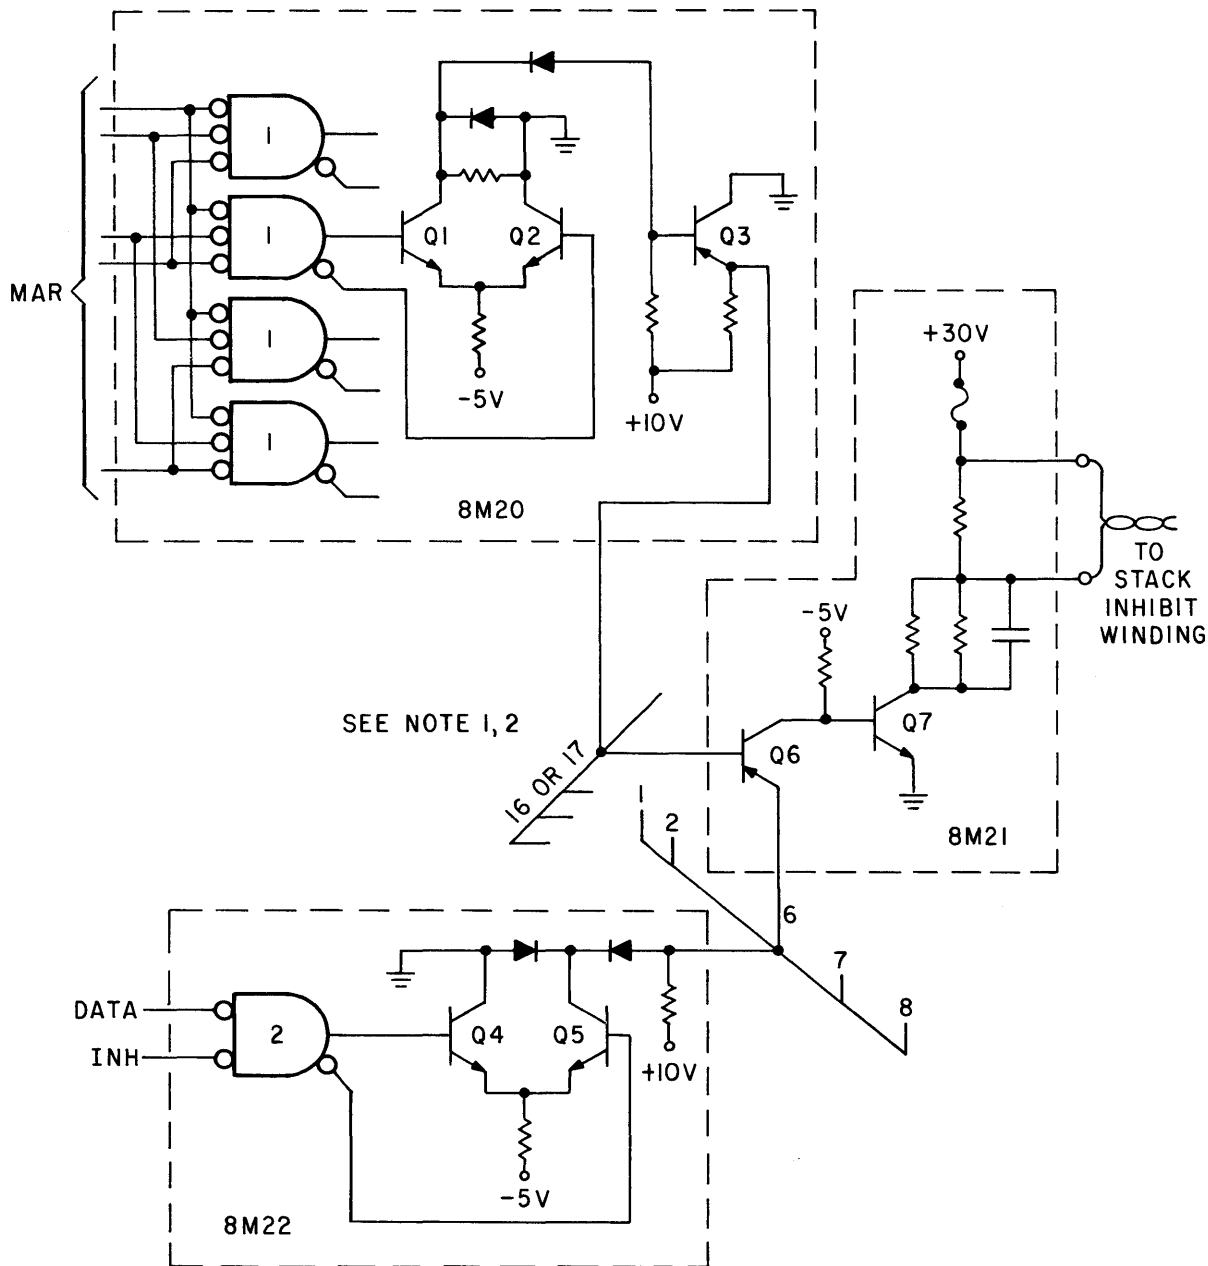 MAR
1
1
1
1
Q1
Q2
Q3
-5V
+10V
8M20
+30V
TO
STACK
INHIBIT
WINDING
-5V
Q6
Q7
8M21
SEE NOTE 1, 2
16 OR 17
2
6
7
8
DATA
INH
2
Q4
Q5
+10V
-5V
8M22